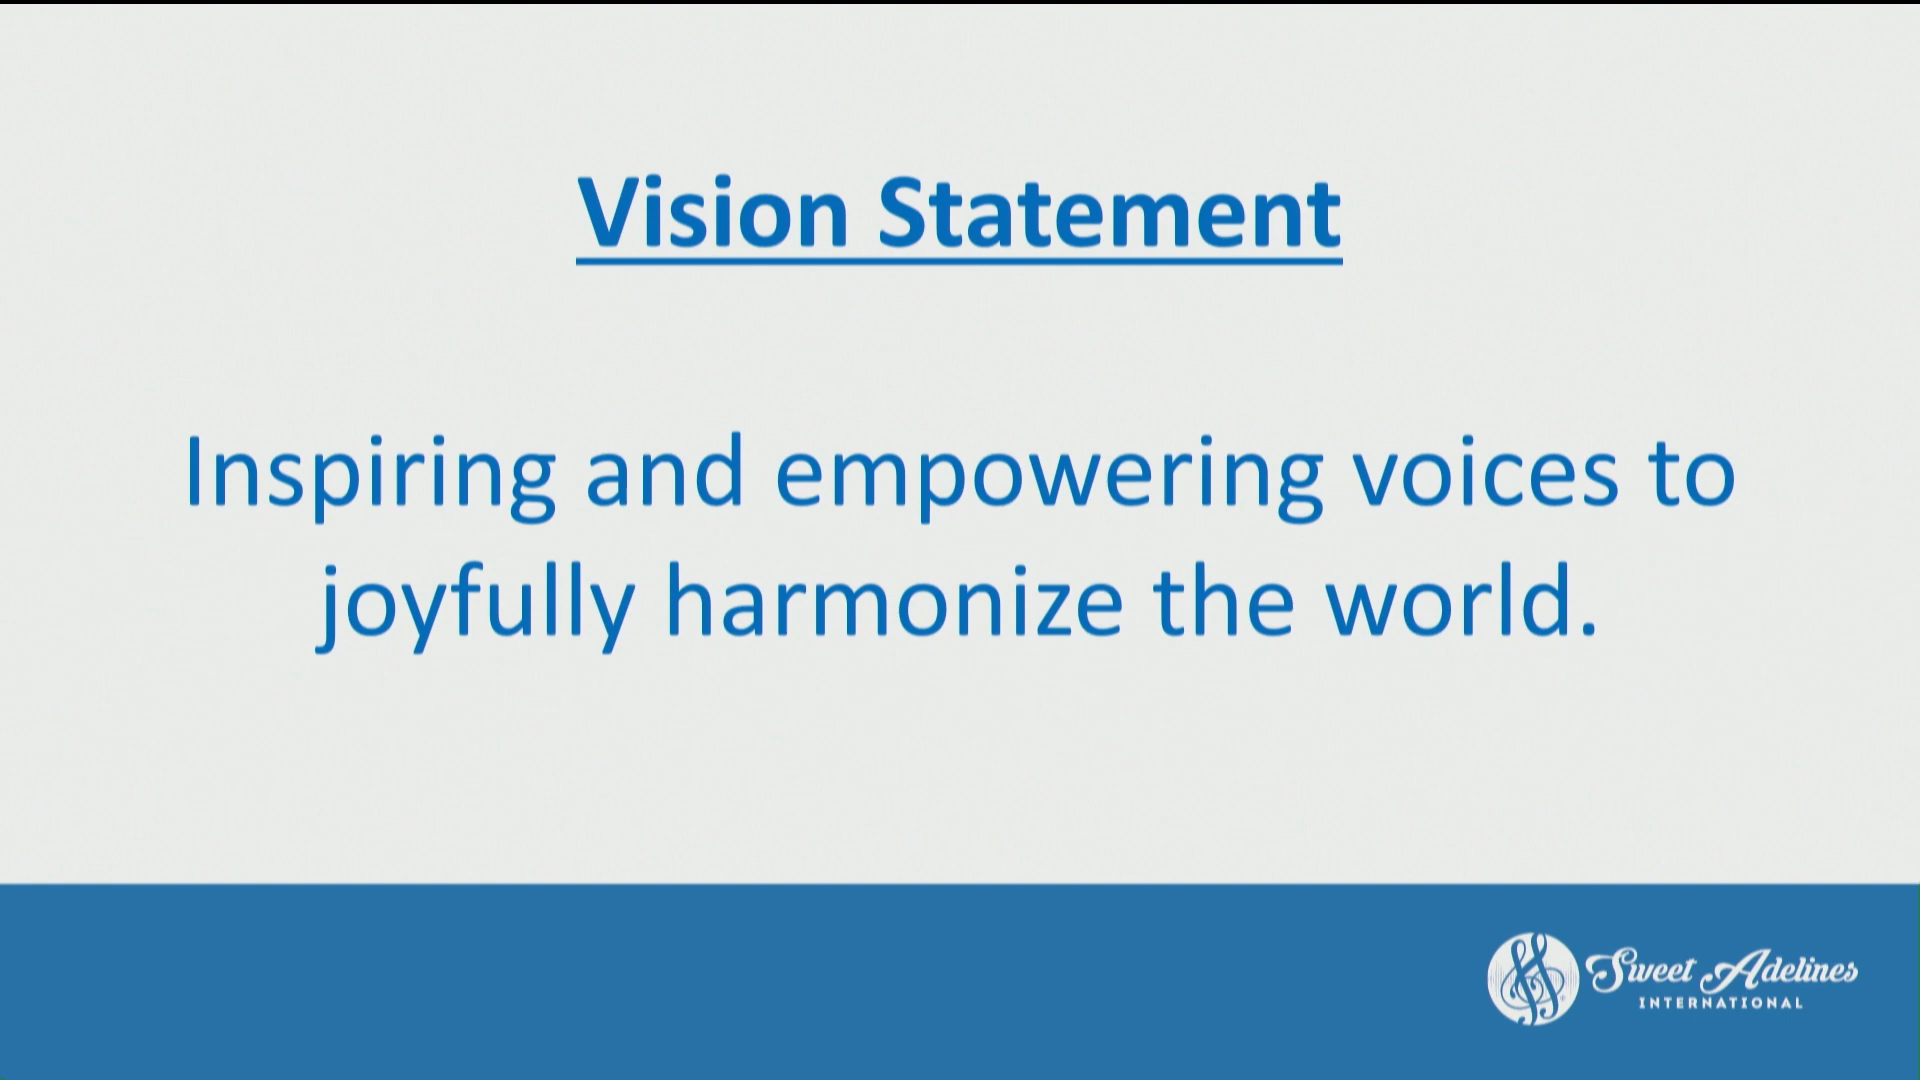 Vision Statement
Inspiring and empowering voices to
joyfully harmonize the world.
Sweet Adelines
INTERNATIONAL